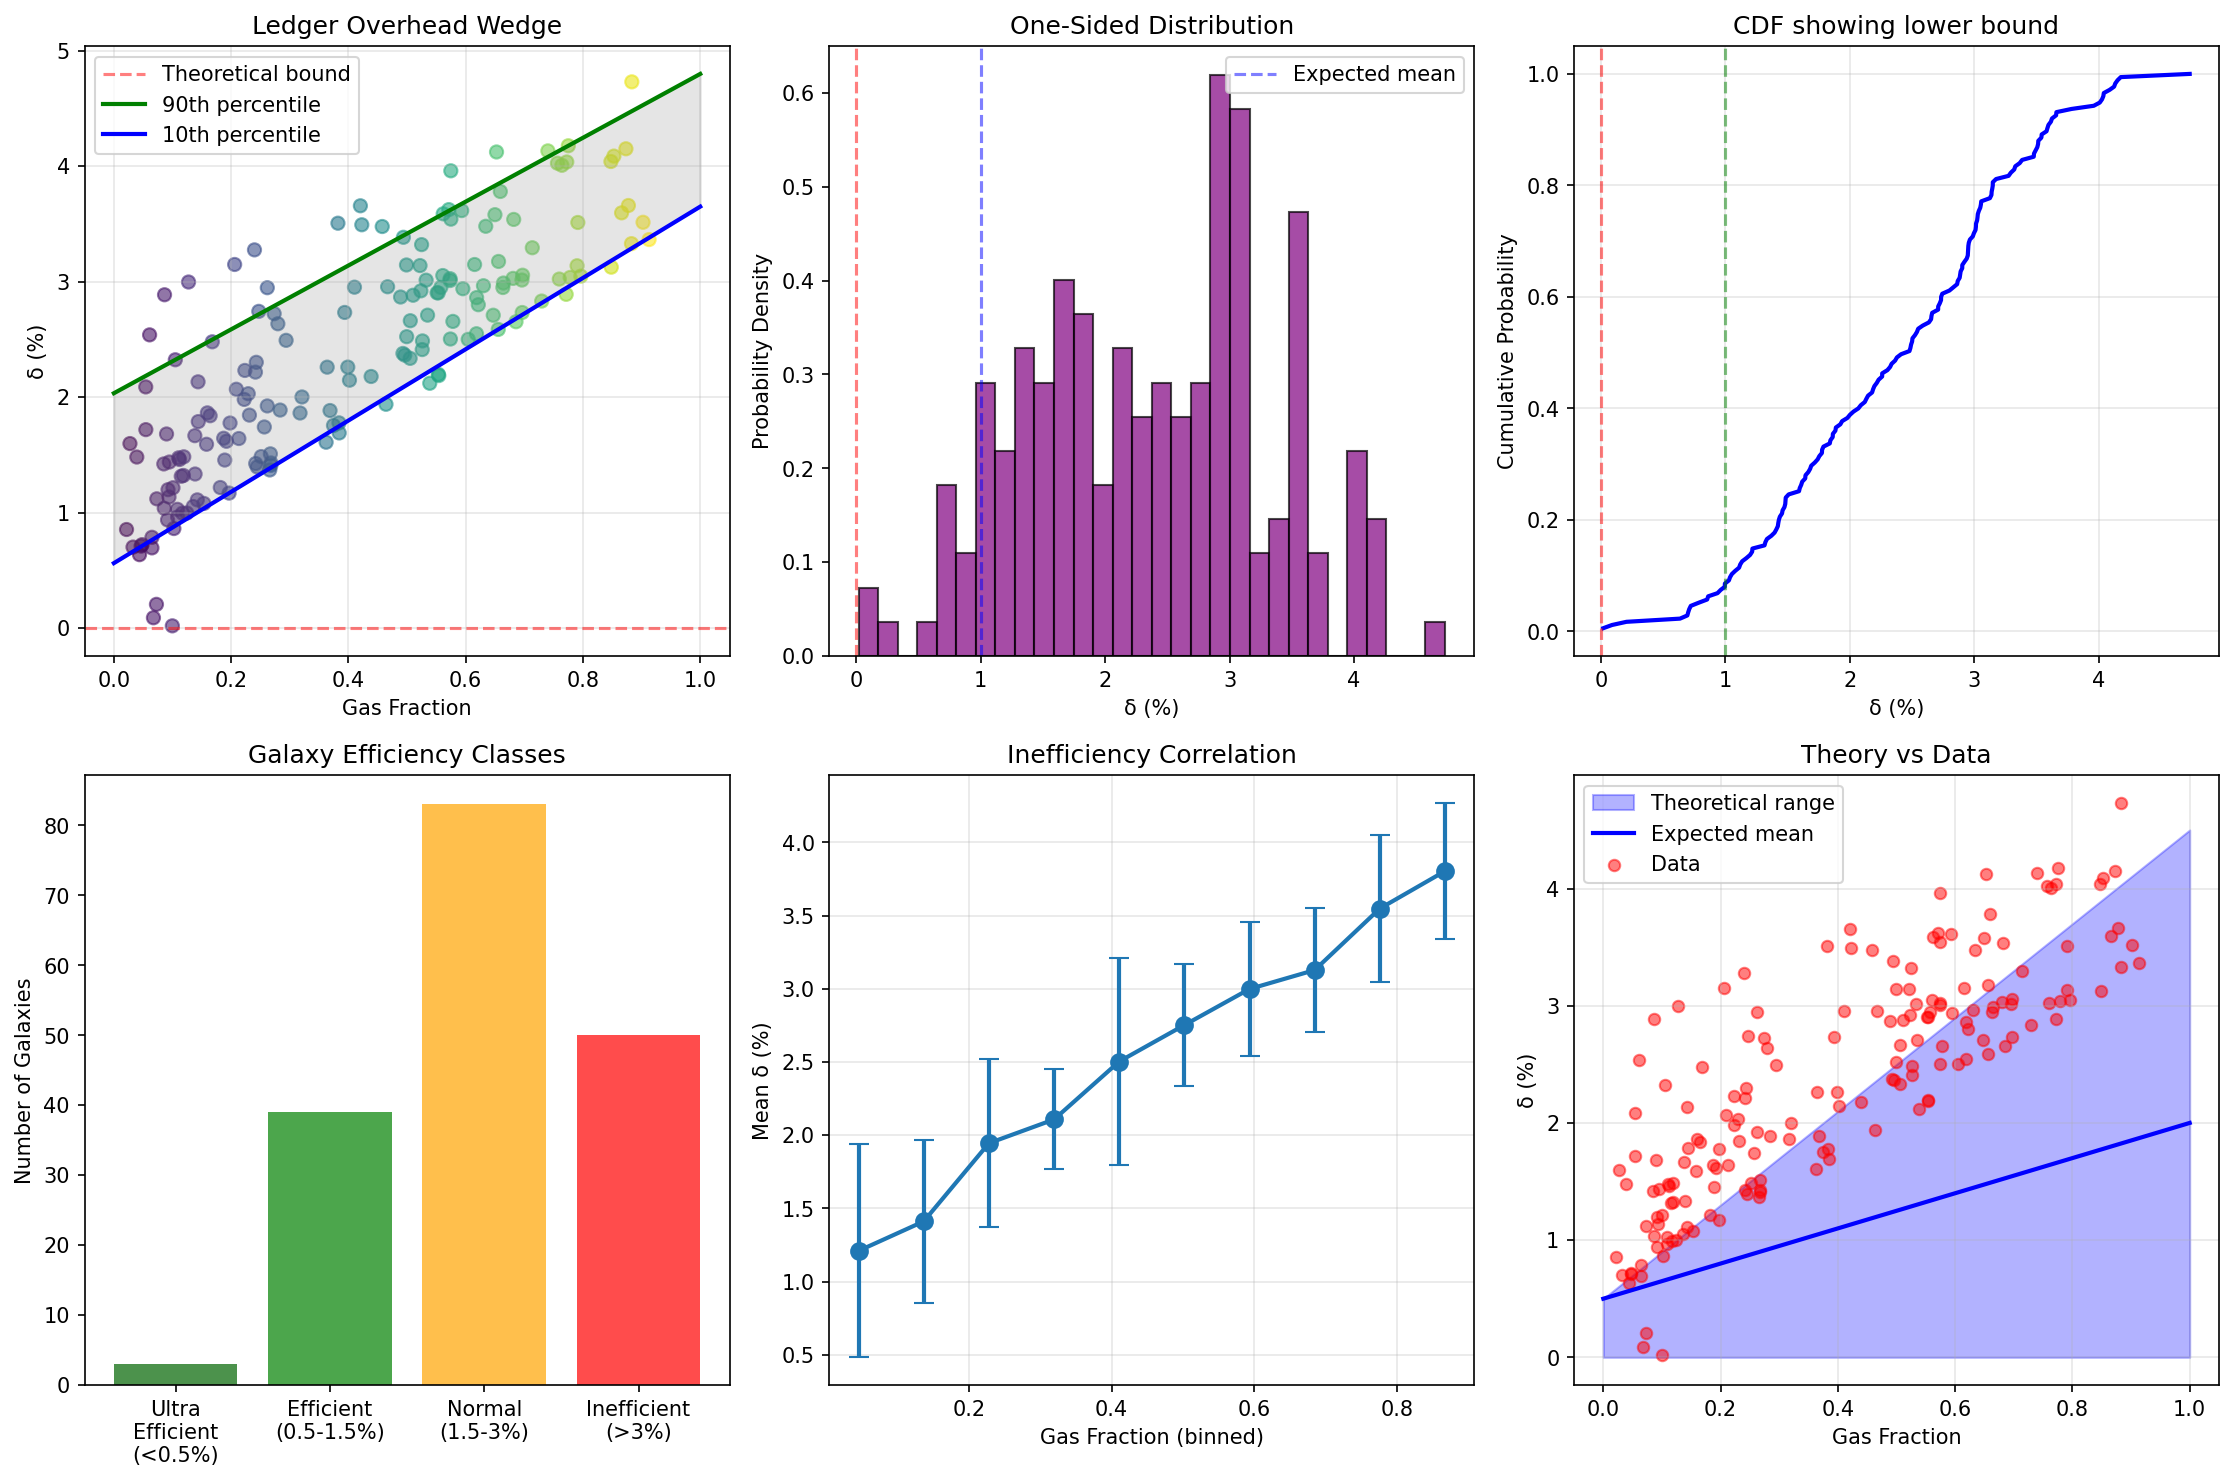 Ledger Overhead Wedge
5
4
3
2
1
0
δ (%)
Theoretical bound
90th percentile
10th percentile
0.0 0.2 0.4 0.6 0.8 1.0
Gas Fraction
One-Sided Distribution
0.6
0.5
0.4
0.3
0.2
0.1
0.0
Probability Density
Expected mean
0 1 2 3 4
δ (%)
CDF showing lower bound
1.0
0.8
0.6
0.4
0.2
0.0
Cumulative Probability
0 1 2 3 4
δ (%)
Galaxy Efficiency Classes
80
70
60
50
40
30
20
10
0
Number of Galaxies
Ultra
Efficient
(<0.5%)
Efficient
(0.5-1.5%)
Normal
(1.5-3%)
Inefficient
(>3%)
Inefficiency Correlation
4.0
3.5
3.0
2.5
2.0
1.5
1.0
0.5
Mean δ (%)
0.2 0.4 0.6 0.8
Gas Fraction (binned)
Theory vs Data
4
3
2
1
0
δ (%)
Theoretical range
Expected mean
Data
0.0 0.2 0.4 0.6 0.8 1.0
Gas Fraction